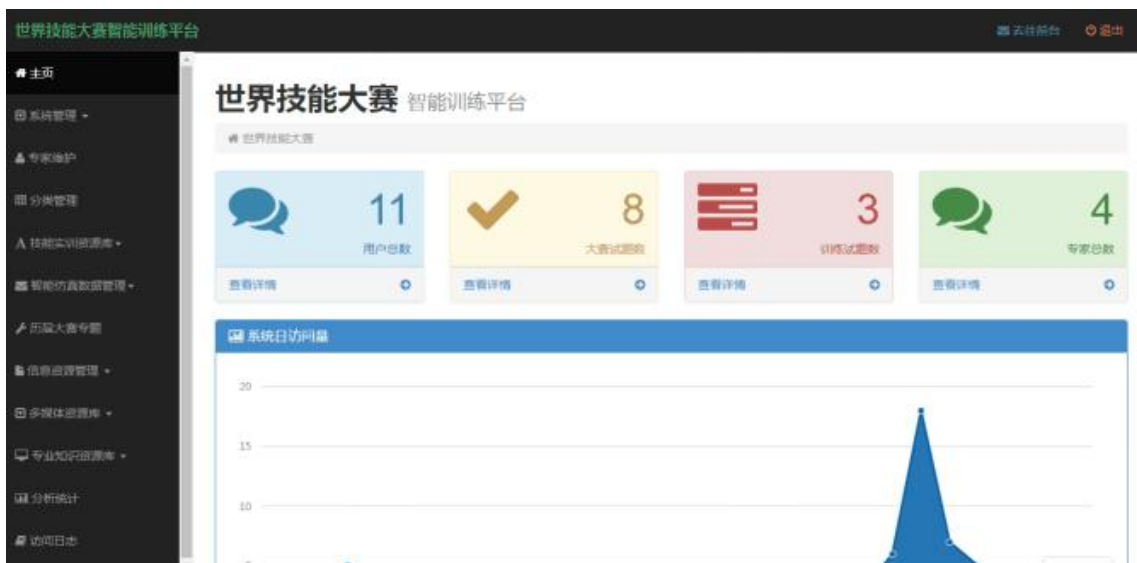 世界技能大赛智能训练平台
去往前台 退出
主页
世界技能大赛 智能训练平台
系统管理
世界技能大赛
专家维护
分类管理
11
用户总数
8
大赛试题数
3
训练试题数
4
专家总数
技能实训资源库
查看详情
查看详情
查看详情
查看详情
智能仿真数据管理
历届大赛专题
系统日访问量
信息资源管理
20
多媒体资源库
15
专业知识资源库
分析统计
10
访问日志